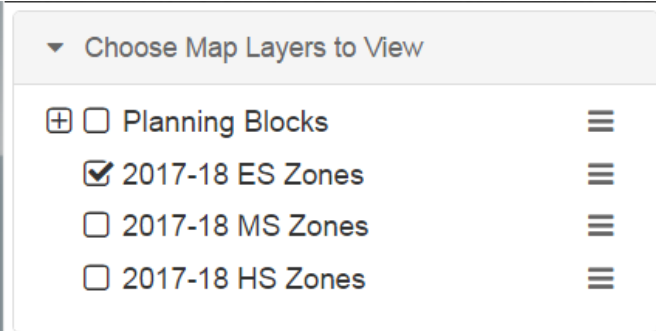 Choose Map Layers to View
Planning Blocks
2017-18 ES Zones
2017-18 MS Zones
2017-18 HS Zones